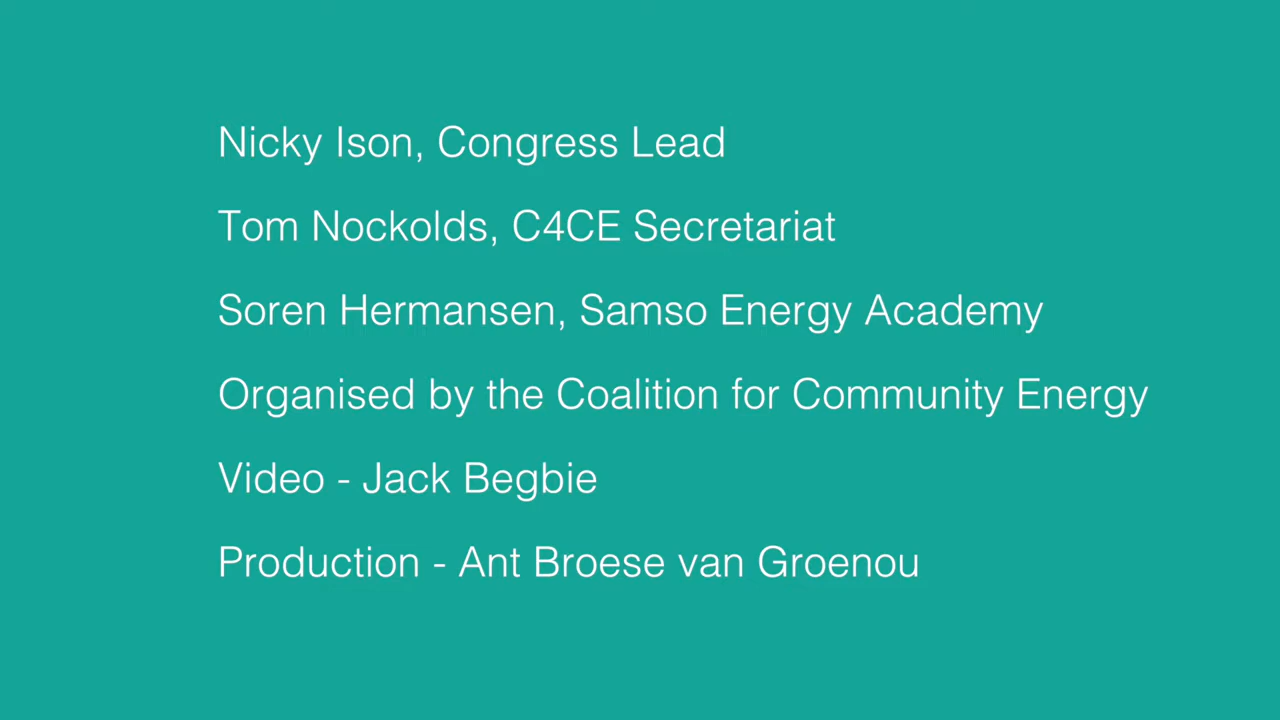 Nicky Ison, Congress Lead
Tom Nockolds, C4CE Secretariat
Soren Hermansen, Samso Energy Academy
Organised by the Coalition for Community Energy
Video - Jack Begbie
Production - Ant Broese van Groenou